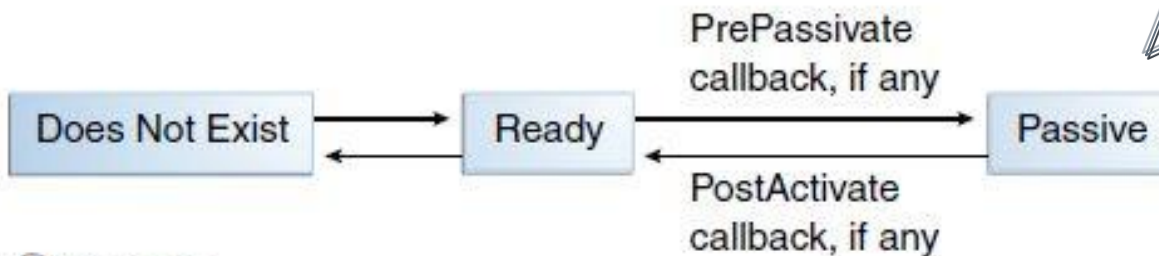 PrePassivate
callback, if any
Does Not Exist
Ready
Passive
PostActivate
callback, if any